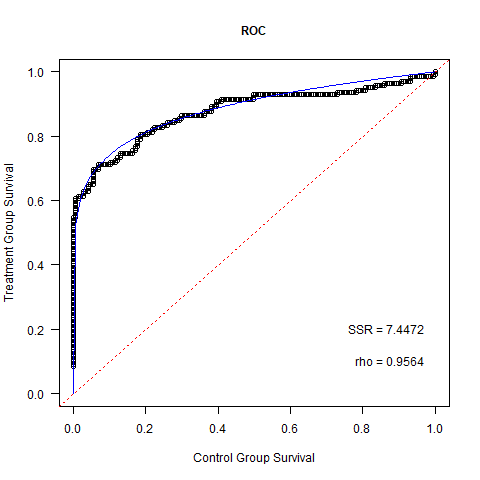 ROC
Treatment Group Survival
1.0
0.8
0.6
0.4
0.2
0.0
SSR = 7.4472
rho = 0.9564
0.0 0.2 0.4 0.6 0.8 1.0
Control Group Survival